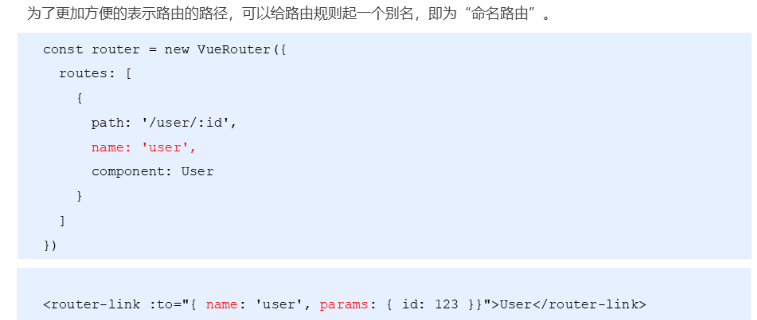 为了更加方便的表示路由的路径，可以给路由规则起一个别名，即为“命名路由”。
const router = new VueRouter({
routes: [
{
path: '/user/:id',
name: 'user',
component: User
}
]
})
<router-link :to="{ name: 'user', params: { id: 123 }}">User</router-link>